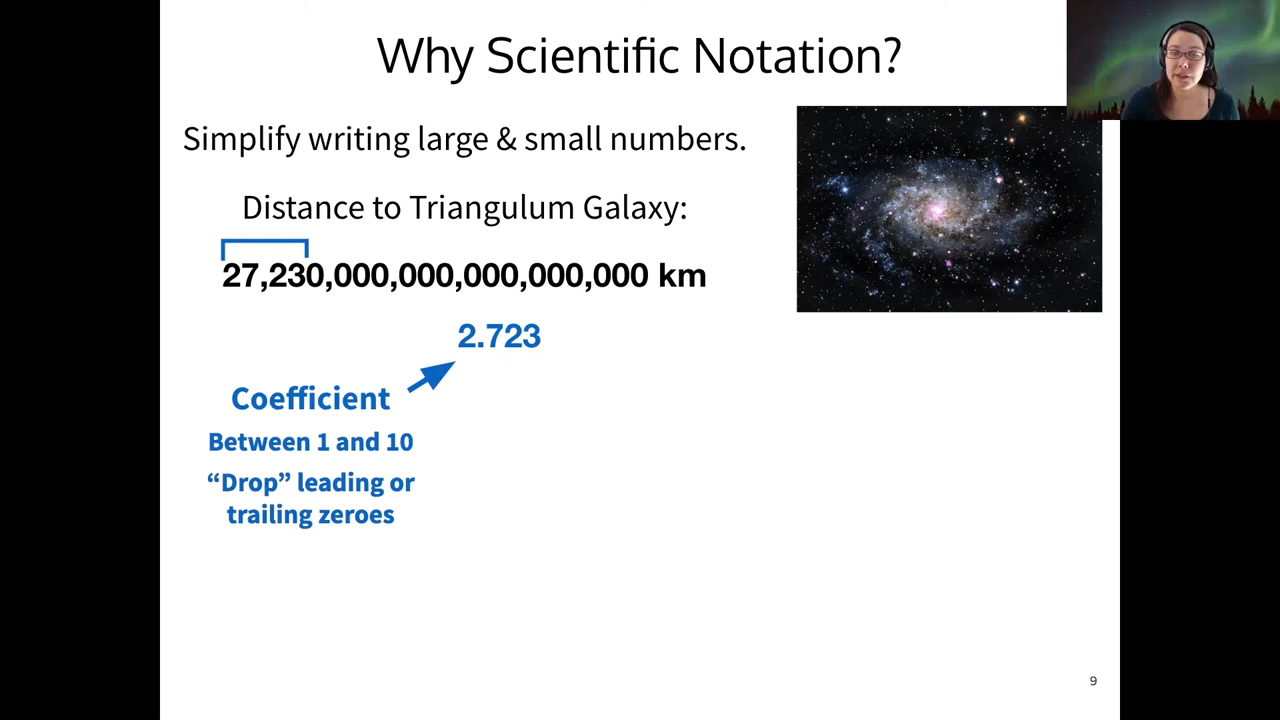 Why Scientific Notation?
Simplify writing large & small numbers.
Distance to Triangulum Galaxy:
27,230,000,000,000,000,000 km
2.723
Coefficient
Between 1 and 10
“Drop” leading or
trailing zeroes
9